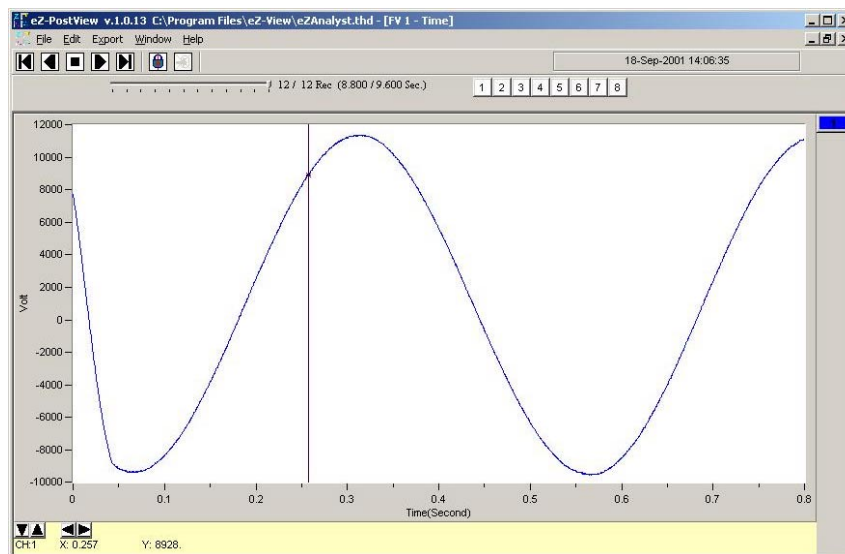 eZ-PostView v.1.0.13 C:\Program Files\eZ-View\eZAnalyst.thd - [FV 1 - Time]
File Edit Export Window Help
18-Sep-2001 14:06:35
12 / 12 Rec (8.800 / 9.600 Sec.)
1 2 3 4 5 6 7 8
12000
10000
8000
6000
4000
2000
0
-2000
-4000
-6000
-8000
-10000
Volt
0 0.1 0.2 0.3 0.4 0.5 0.6 0.7 0.8
Time(Second)
CH:1 X: 0.257 Y: 8928.